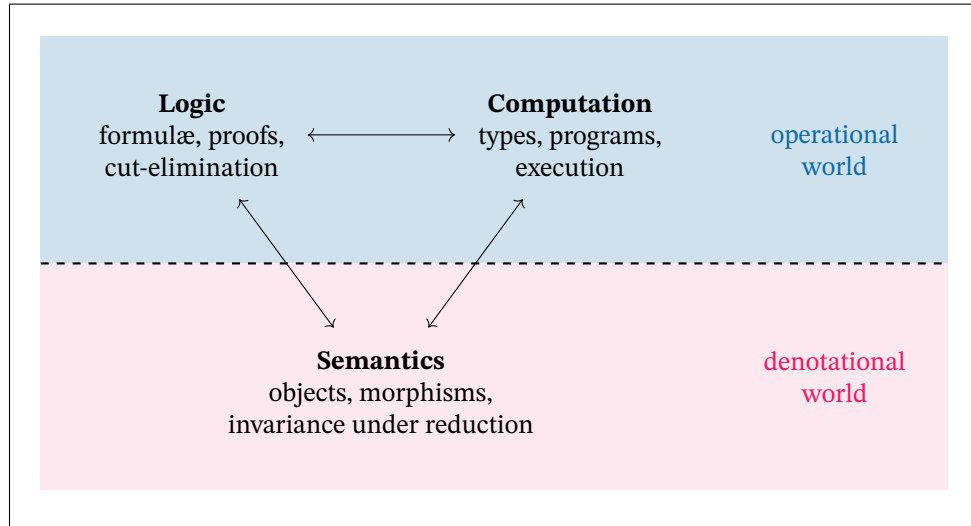 Logic
formulæ, proofs,
cut-elimination
Computation
types, programs,
execution
operational
world
Semantics
objects, morphisms,
invariance under reduction
denotational
world